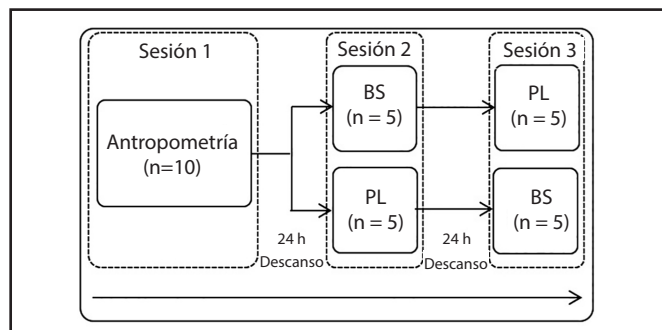 Sesión 1
Antropometría
(n=10)
24 h
Descanso
Sesión 2
BS
(n = 5)
PL
(n = 5)
24 h
Descanso
Sesión 3
PL
(n = 5)
BS
(n = 5)